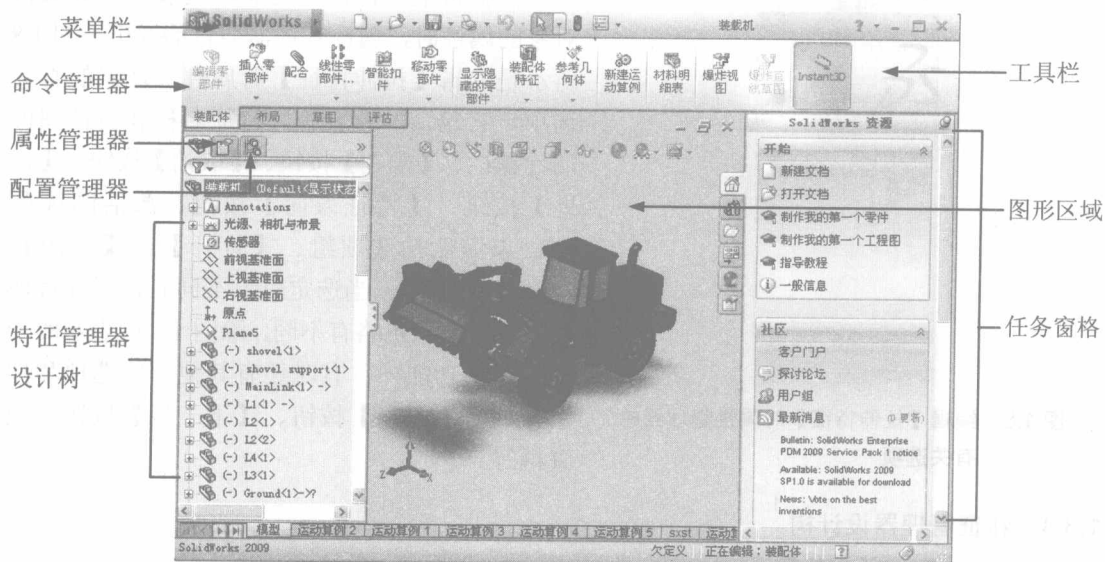 菜单栏
命令管理器
属性管理器
配置管理器
特征管理器
设计树
工具栏
图形区域
任务窗格
SolidWorks
装载机
编辑零部件
插入零部件
配合
线性零部件...
智能扣件
移动零部件
显示隐藏的零部件
装配体特征
参考几何体
新建运动算例
材料明细表
爆炸视图
Instant3D
装配体 布局 草图 评估
装载机 (Default<显示状态
Annotations
光源、相机与布景
传感器
前视基准面
上视基准面
右视基准面
原点
Plane5
(-) shovel<1>
(-) shovel support<1>
(-) MainLink<1> ->
(-) L1<1> ->
(-) L2<1>
(-) L2<2>
(-) L4<1>
(-) L3<1>
(-) Ground<1>->?
Z X
SolidWorks 资源
开始
新建文档
打开文档
制作我的第一个零件
制作我的第一个工程图
指导教程
一般信息
社区
客户门户
探讨论坛
用户组
最新消息
Bulletin: SolidWorks Enterprise
PDM 2009 Service Pack 1 notice
Available: SolidWorks 2009
SP1.0 is available for download
News: Vote on the best
inventions
模型 运动算例 2 运动算例 1 运动算例 3 运动算例 4 运动算例 5 sxst 运动
SolidWorks 2009
欠定义 正在编辑：装配体